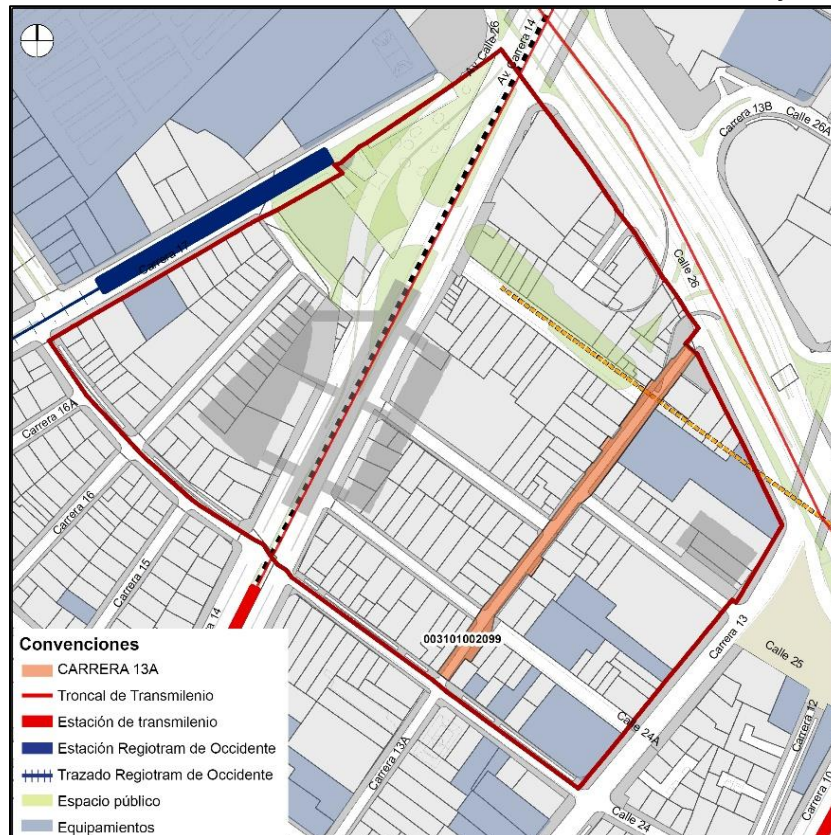 Av. Calle 26
Av. Carrera 14
Carrera 13B
Calle 26A
Carrera 17
Calle 26
Carrera 16A
Carrera 16
Carrera 15
Carrera 13
Calle 25
Carrera 12
003101002099
Calle 24A
Carrera 13A
Calle 24
Carrera 10
Convenciones
CARRERA 13A
Troncal de Transmilenio
Estación de transmilenio
Estación Regiotram de Occidente
Trazado Regiotram de Occidente
Espacio público
Equipamientos